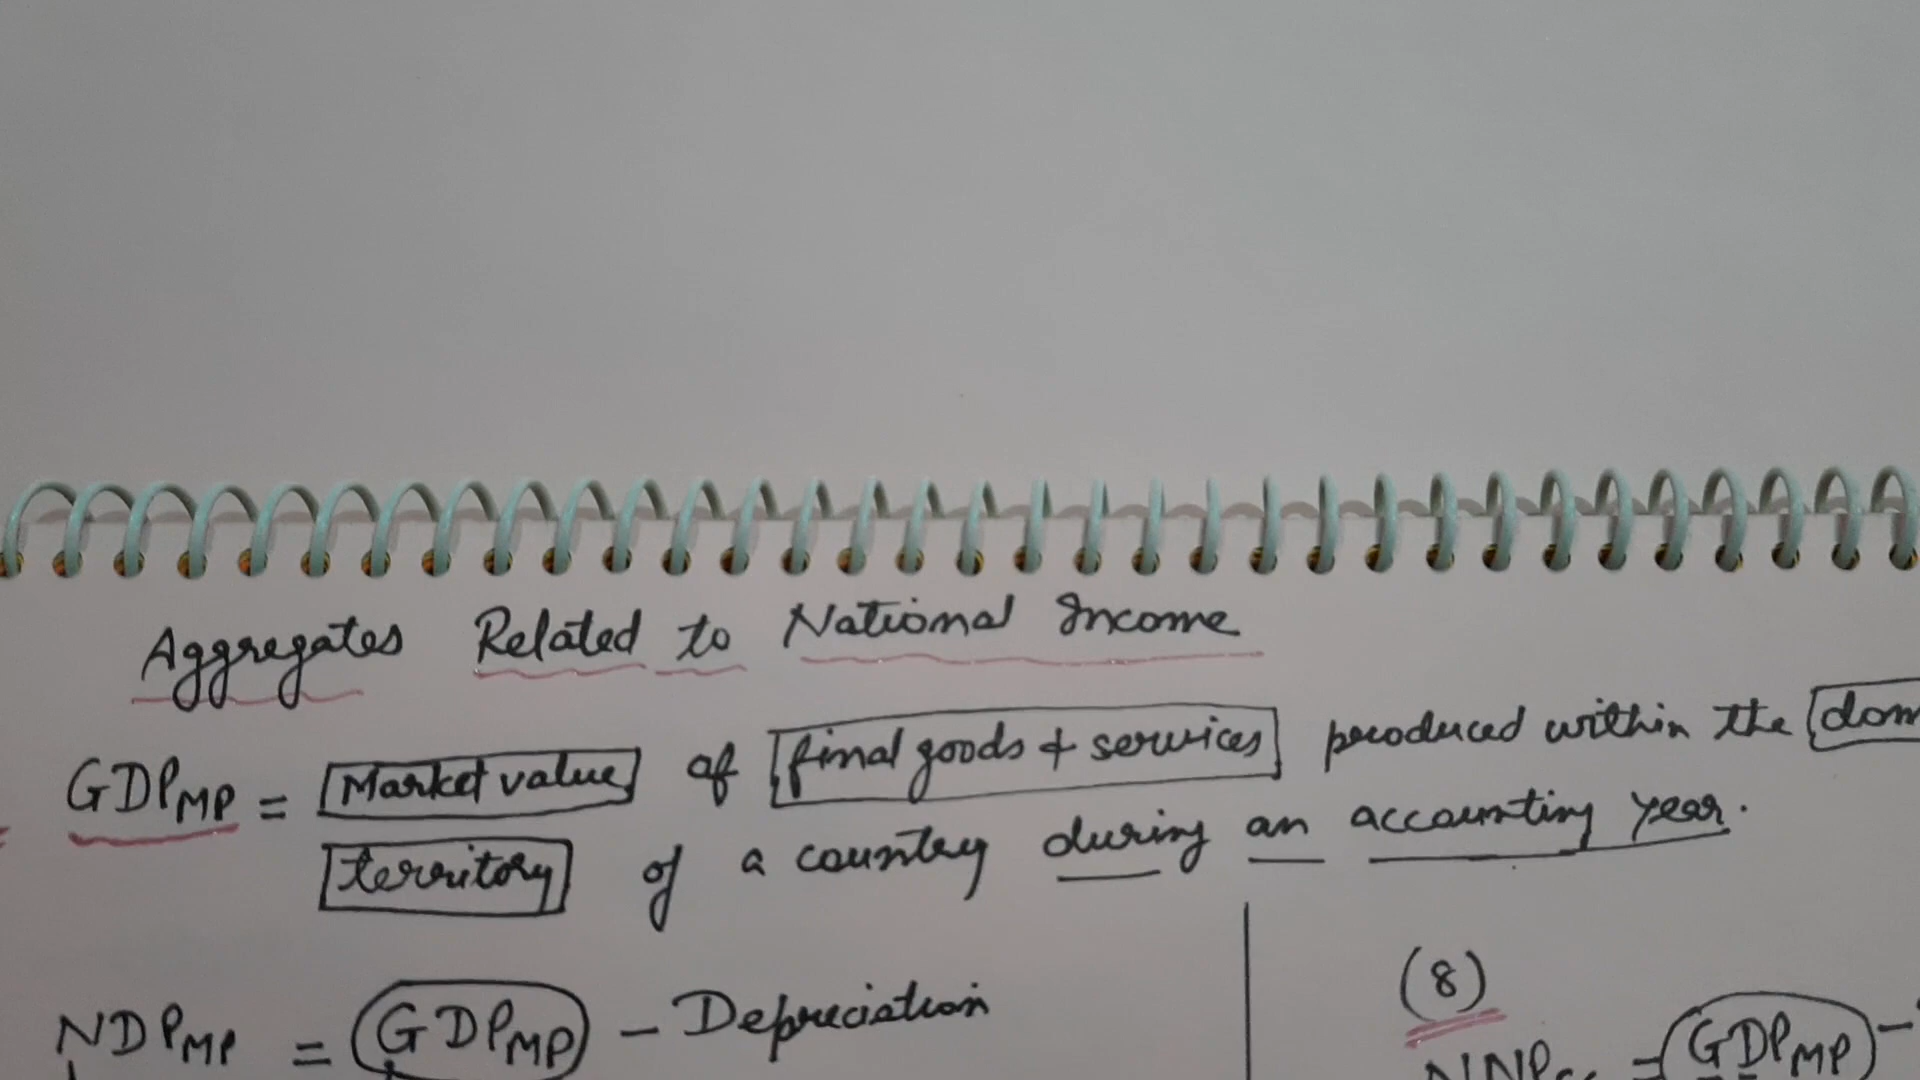 Aggregates Related to National Income
GDPMP = Market value of final goods + services produced within the dom
territory of a country during an accounting year.
NDPMP = GDPMP - Depreciation
(8)
= GDPMP -